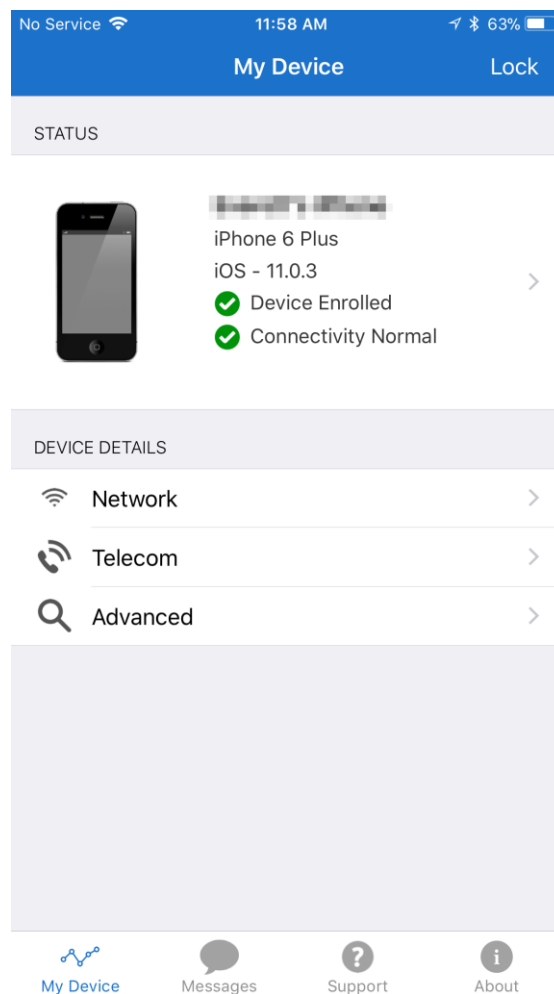 No Service 11:58 AM 63%
My Device Lock
STATUS
iPhone 6 Plus
iOS - 11.0.3
Device Enrolled
Connectivity Normal
DEVICE DETAILS
Network
Telecom
Advanced
My Device Messages Support About